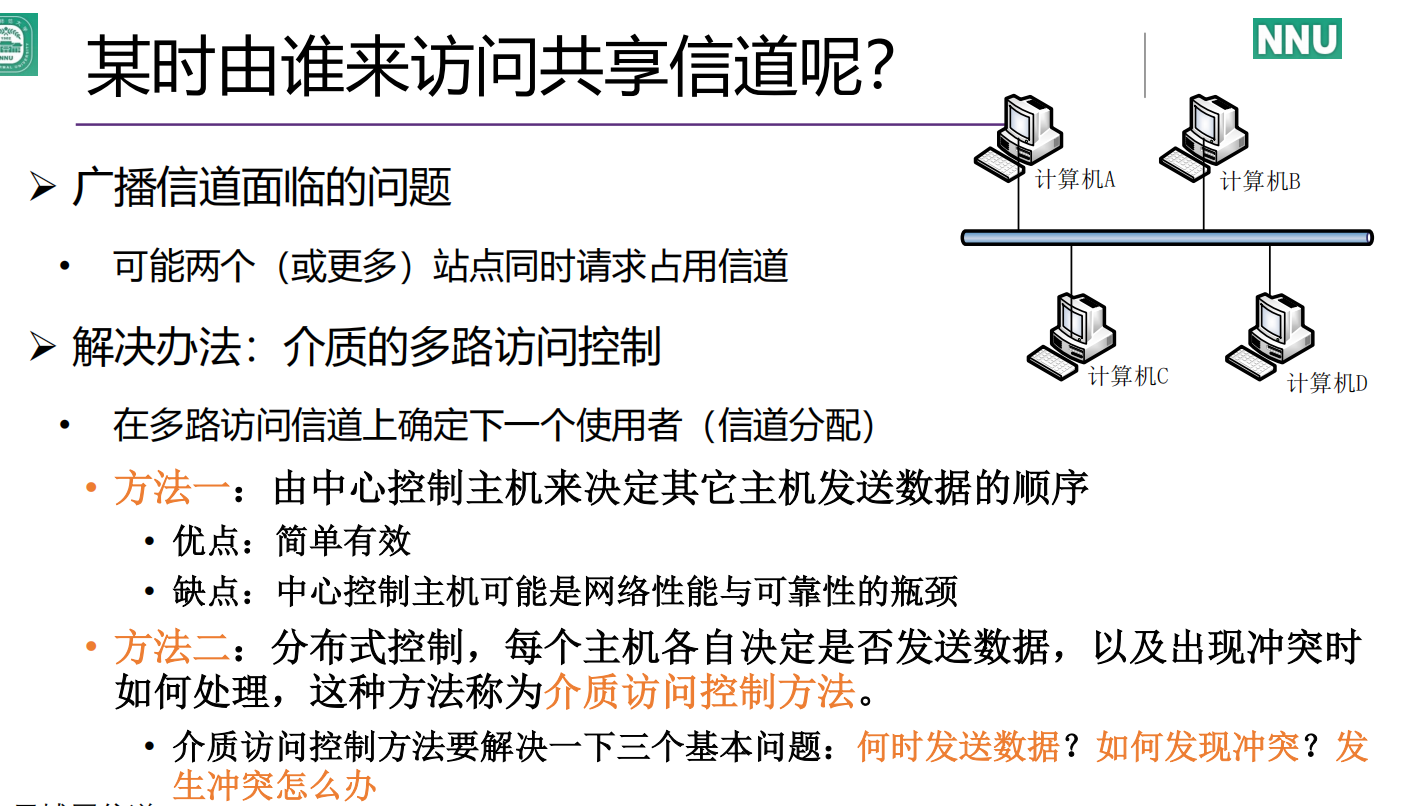 某时由谁来访问共享信道呢？
NNU
NNU
计算机A
计算机B
➢ 广播信道面临的问题
• 可能两个（或更多）站点同时请求占用信道
➢ 解决办法：介质的多路访问控制
计算机C
计算机D
• 在多路访问信道上确定下一个使用者（信道分配）
• 方法一：由中心控制主机来决定其它主机发送数据的顺序
• 优点：简单有效
• 缺点：中心控制主机可能是网络性能与可靠性的瓶颈
• 方法二：分布式控制，每个主机各自决定是否发送数据，以及出现冲突时
如何处理，这种方法称为介质访问控制方法。
• 介质访问控制方法要解决一下三个基本问题：何时发送数据？如何发现冲突？发
生冲突怎么办